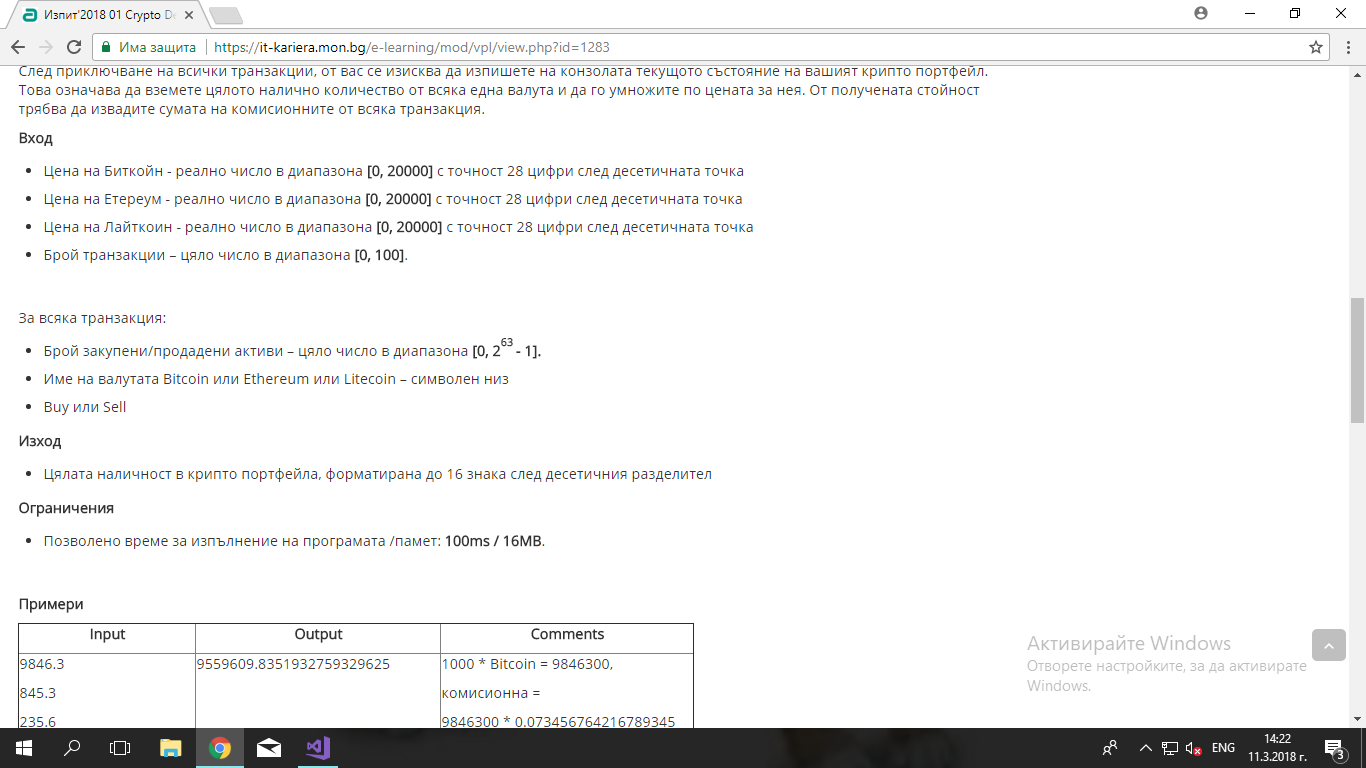 Изпит'2018 01 Crypto De
Има защита
https://it-kariera.mon.bg/e-learning/mod/vpl/view.php?id=1283
След приключване на всички транзакции, от вас се изисква да изпишете на конзолата текущото състояние на вашият крипто портфейл.
Това означава да вземете цялото налично количество от всяка една валута и да го умножите по цената за нея. От получената стойност
трябва да извадите сумата на комисионните от всяка транзакция.
Вход
• Цена на Биткойн - реално число в диапазона [0, 20000] с точност 28 цифри след десетичната точка
• Цена на Етереум - реално число в диапазона [0, 20000] с точност 28 цифри след десетичната точка
• Цена на Лайткоин - реално число в диапазона [0, 20000] с точност 28 цифри след десетичната точка
• Брой транзакции – цяло число в диапазона [0, 100].
За всяка транзакция:
• Брой закупени/продадени активи – цяло число в диапазона [0, 2^63 - 1].
• Име на валутата Bitcoin или Ethereum или Litecoin – символен низ
• Buy или Sell
Изход
• Цялата наличност в крипто портфейла, форматирана до 16 знака след десетичния разделител
Ограничения
• Позволено време за изпълнение на програмата /памет: 100ms / 16MB.
Примери
Input Output Comments
9846.3 9559609.8351932759329625 1000 * Bitcoin = 9846300,
845.3 комисионна =
235.6 9846300 * 0.073456764216789345
Активирайте Windows
Отворете настройките, за да активирате
Windows.
ENG
14:22
11.3.2018 г.
3